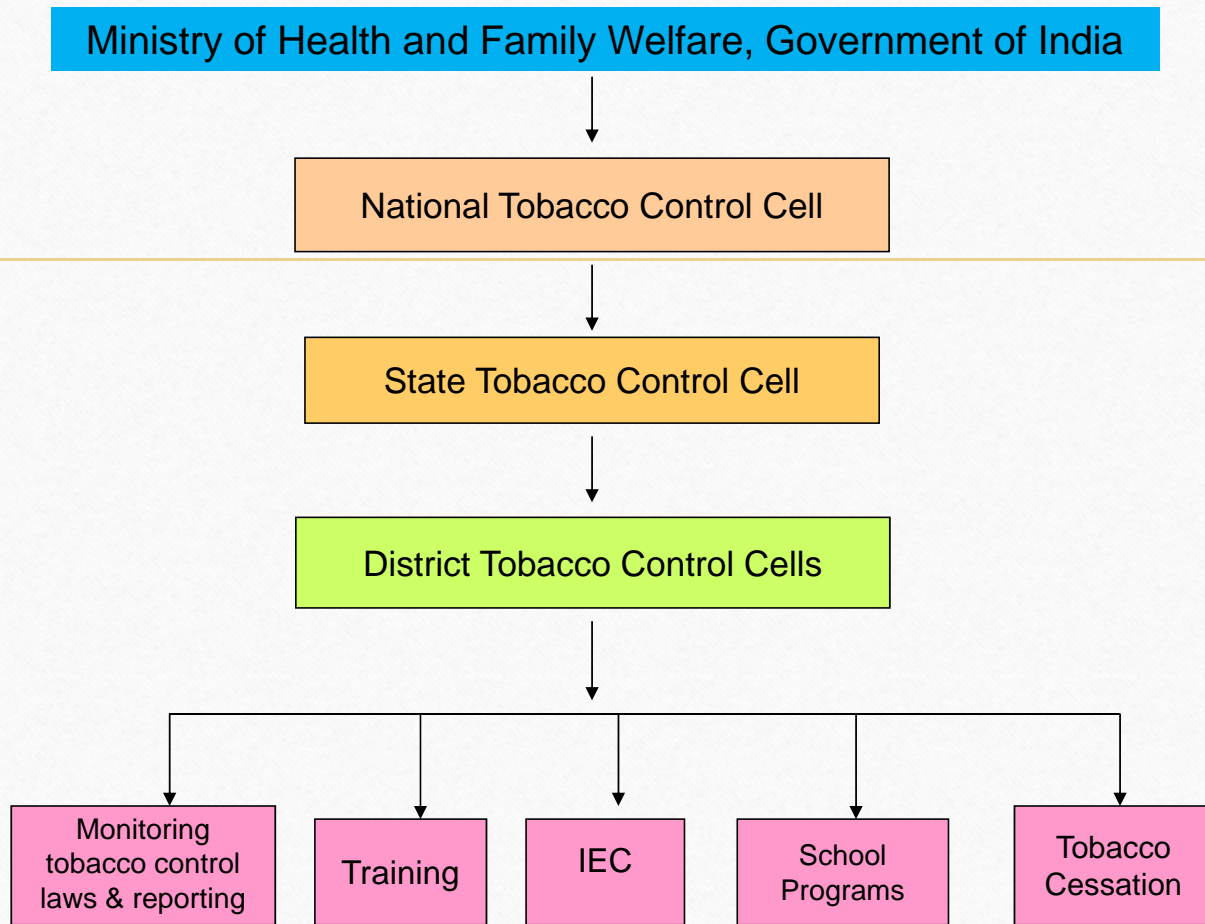 Ministry of Health and Family Welfare, Government of India
National Tobacco Control Cell
State Tobacco Control Cell
District Tobacco Control Cells
Monitoring
tobacco control
laws & reporting
Training
IEC
School
Programs
Tobacco
Cessation